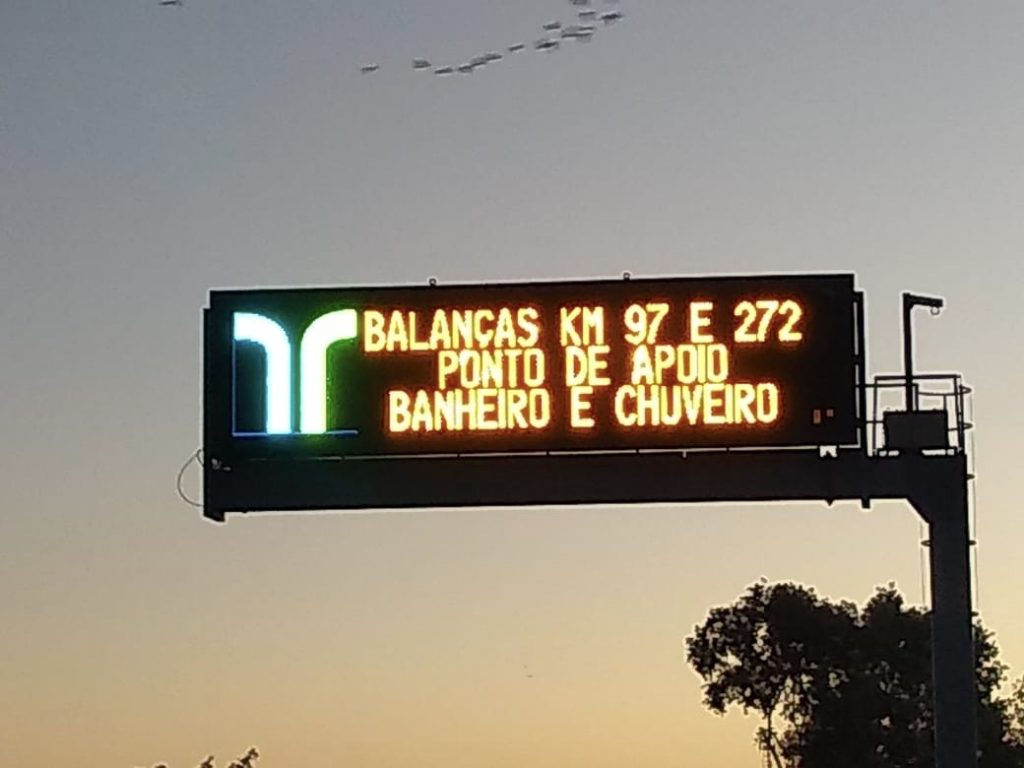 BALANÇAS KM 97 E 272
PONTO DE APOIO
BANHEIRO E CHUVEIRO